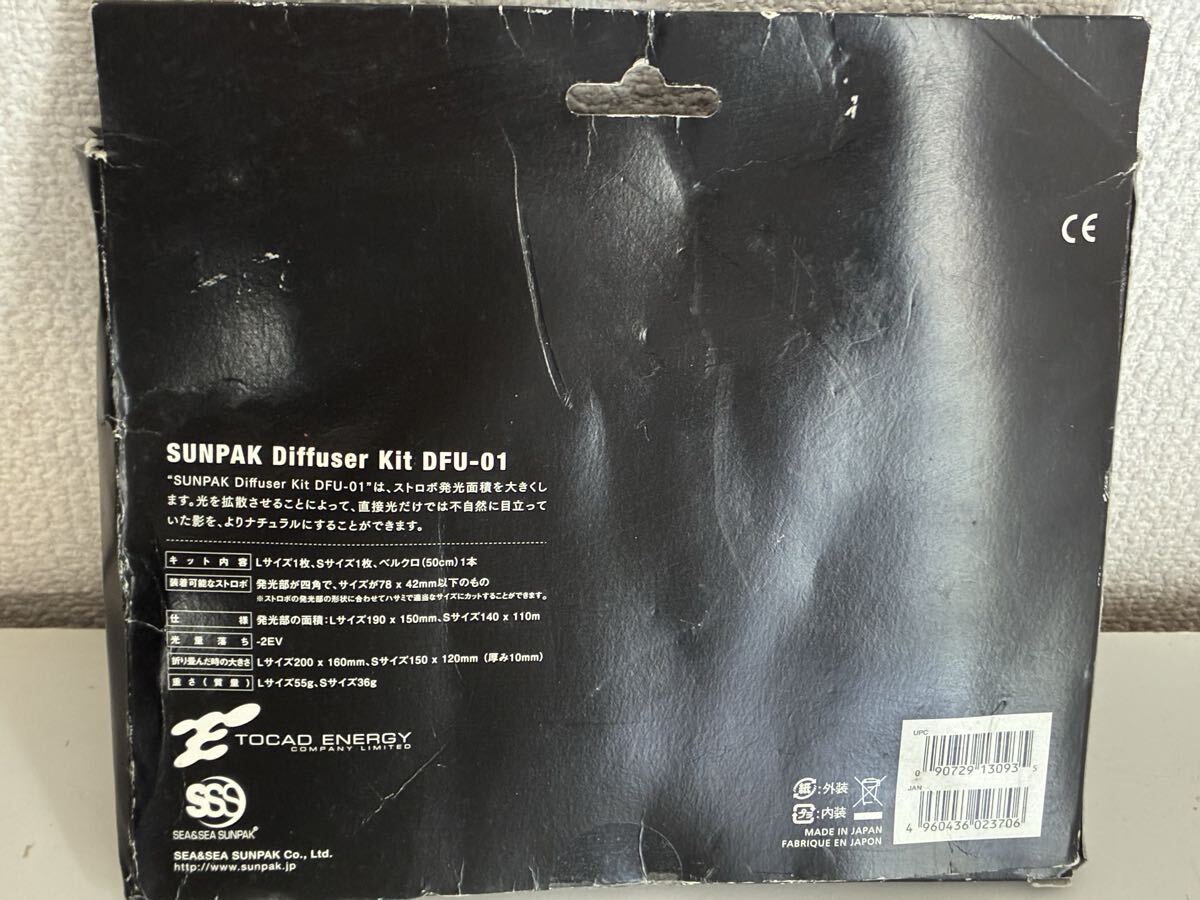 CE
SUNPAK Diffuser Kit DFU-01
"SUNPAK Diffuser Kit DFU-01"は、ストロボ発光面積を大きくし
ます。光を拡散させることによって、直接光だけでは不自然に目立って
いた影を、よりナチュラルにすることができます。
キット内容 Lサイズ1枚、Sサイズ1枚、ベルクロ(50cm)1本
装着可能なストロボ 発光部が四角で、サイズが78 x 42mm以下のもの
※ストロボの発光部の形状に合わせてハサミで適当なサイズにカットすることができます。
仕様 発光部の面積:Lサイズ190 x 150mm、Sサイズ140 x 110m
光量落ち -2EV
折り畳んだ時の大きさ Lサイズ200 x 160mm、Sサイズ150 x 120mm (厚み10mm)
重さ(質量) Lサイズ55g、Sサイズ36g
TOCAD ENERGY
COMPANY LIMITED
SSS
SEA&SEA SUNPAK®
SEA&SEA SUNPAK Co., Ltd.
http://www.sunpak.jp
紙:外装
プラ:内装
MADE IN JAPAN
FABRIQUE EN JAPON
UPC
0 90729 13093 5
JAN
4 960436 023706